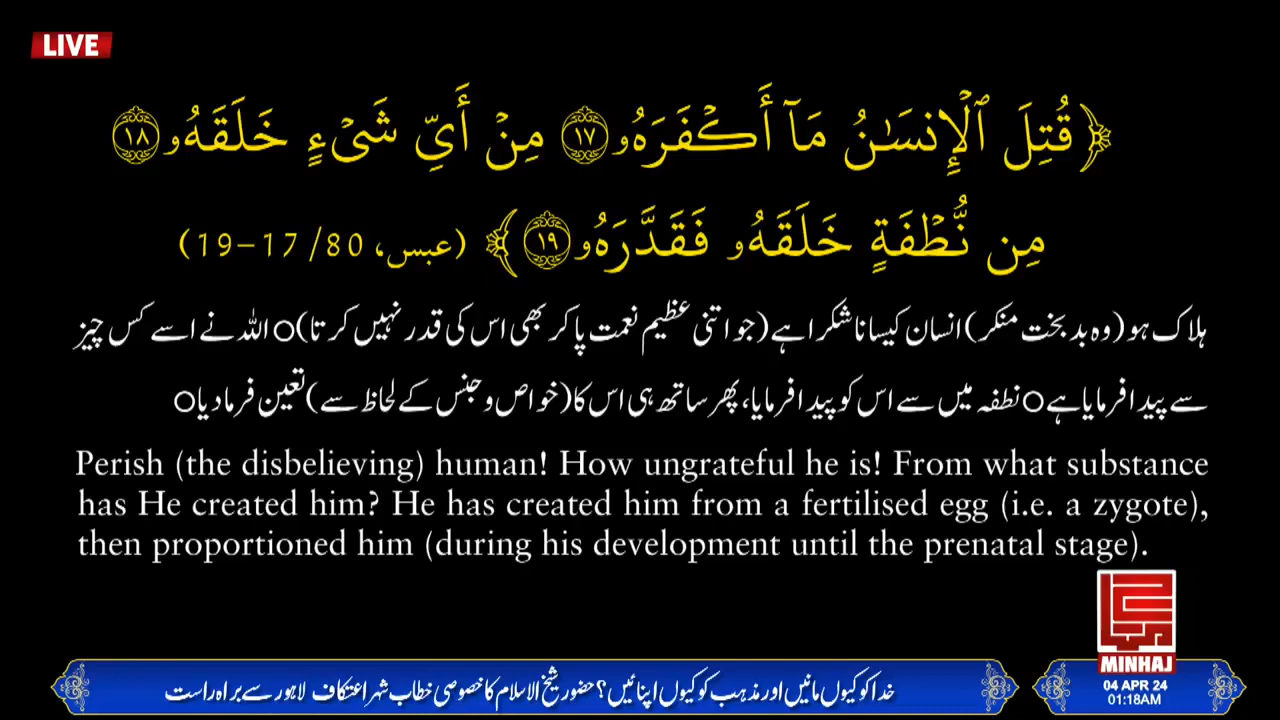 LIVE
﴿قُتِلَ ٱلْإِنسَٰنُ مَآ أَكْفَرَهُۥ ١٧ مِنْ أَيِّ شَىْءٍ خَلَقَهُۥ ١٨
مِن نُّطْفَةٍ خَلَقَهُۥ فَقَدَّرَهُۥ ١٩﴾ (عبس، 80/ 17-19)
ہلاک ہو (وہ بد بخت منکر) انسان کیسا ناشکرا ہے (جو اتنی عظیم نعمت پا کر بھی اس کی قدر نہیں کرتا)o اللہ نے اسے کس چیز
سے پیدا فرمایا ہےo نطفہ میں سے اس کو پیدا فرمایا، پھر ساتھ ہی اس کا (خواص و جنس کے لحاظ سے) تعین فرما دیاo
Perish (the disbelieving) human! How ungrateful he is! From what substance
has He created him? He has created him from a fertilised egg (i.e. a zygote),
then proportioned him (during his development until the prenatal stage).
MINHAJ
خدا کو کیوں مانیں اور مذہب کو کیوں اپنائیں؟ حضور شیخ الاسلام کا خصوصی خطاب شہر اعتکاف لاہور سے براہ راست
04 APR 24
01:18AM